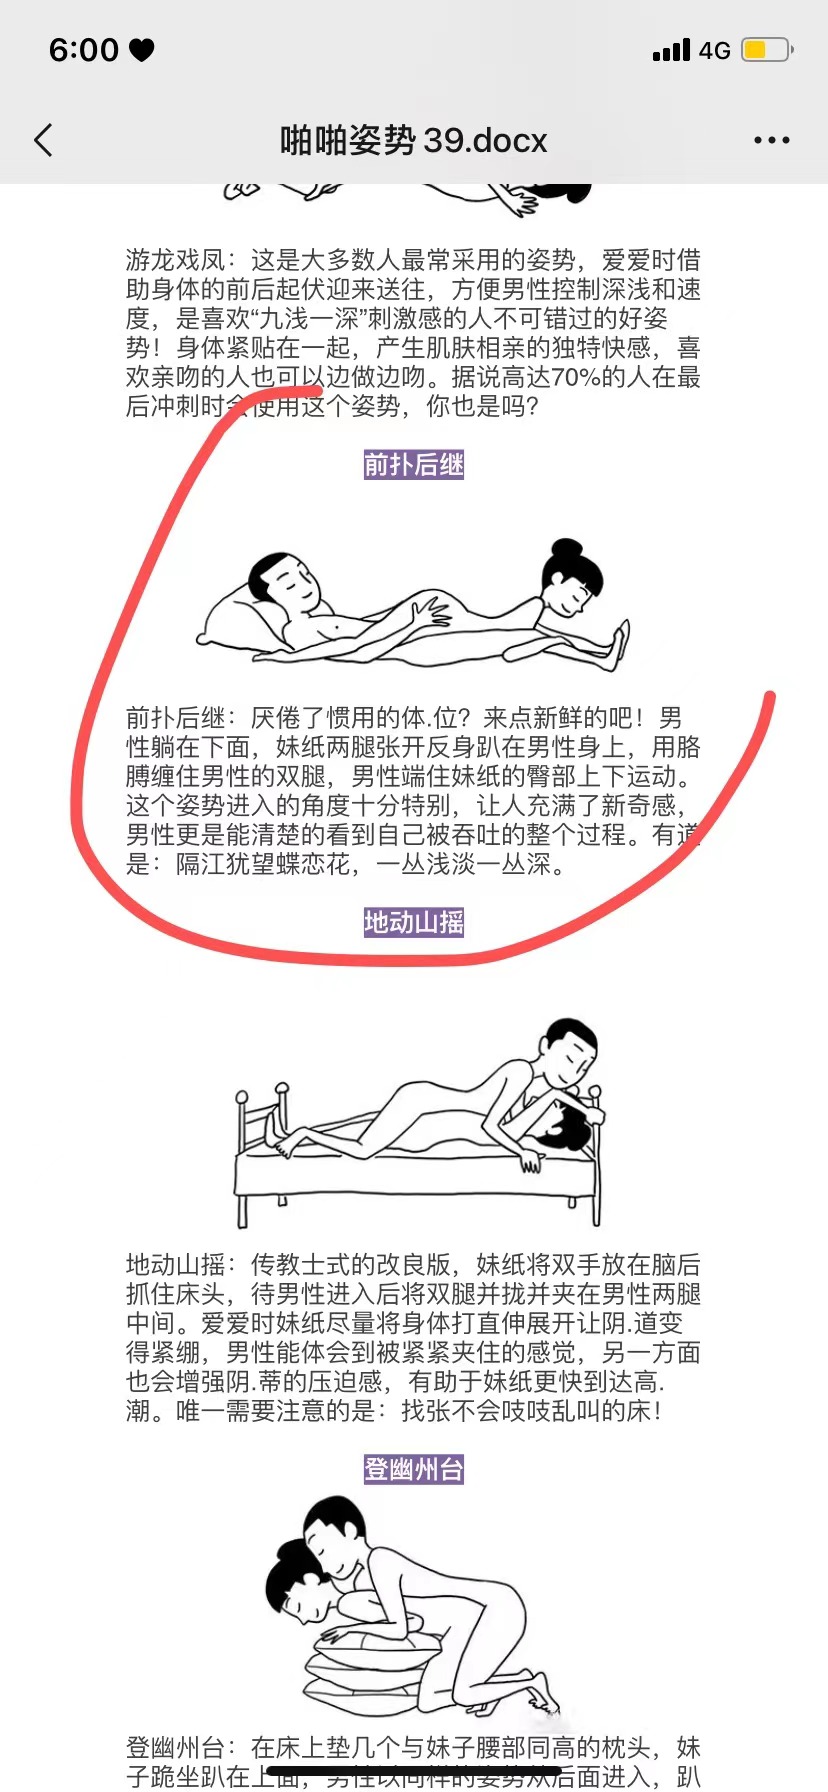 6:00
4G
啪啪姿势39.docx
游龙戏凤：这是大多数人最常采用的姿势，爱爱时借
助身体的前后起伏迎来送往，方便男性控制深浅和速
度，是喜欢“九浅一深”刺激感的人不可错过的好姿
势！身体紧贴在一起，产生肌肤相亲的独特快感，喜
欢亲吻的人也可以边做边吻。据说高达70%的人在最
后冲刺时会使用这个姿势，你也是吗？
前扑后继
前扑后继：厌倦了惯用的体.位？来点新鲜的吧！男
性躺在下面，妹纸两腿张开反身趴在男性身上，用胳
膊缠住男性的双腿，男性端住妹纸的臀部上下运动。
这个姿势进入的角度十分特别，让人充满了新奇感，
男性更是能清楚的看到自己被吞吐的整个过程。有道
是：隔江犹望蝶恋花，一丛浅淡一丛深。
地动山摇
地动山摇：传教士式的改良版，妹纸将双手放在脑后
抓住床头，待男性进入后将双腿并拢并夹在男性两腿
中间。爱爱时妹纸尽量将身体打直伸展开让阴.道变
得紧绷，男性能体会到被紧紧夹住的感觉，另一方面
也会增强阴.蒂的压迫感，有助于妹纸更快到达高.
潮。唯一需要注意的是：找张不会吱吱乱叫的床！
登幽州台
登幽州台：在床上垫几个与妹子腰部同高的枕头，妹
子跪坐趴在上面，男性以同样的姿势从后面进入，趴